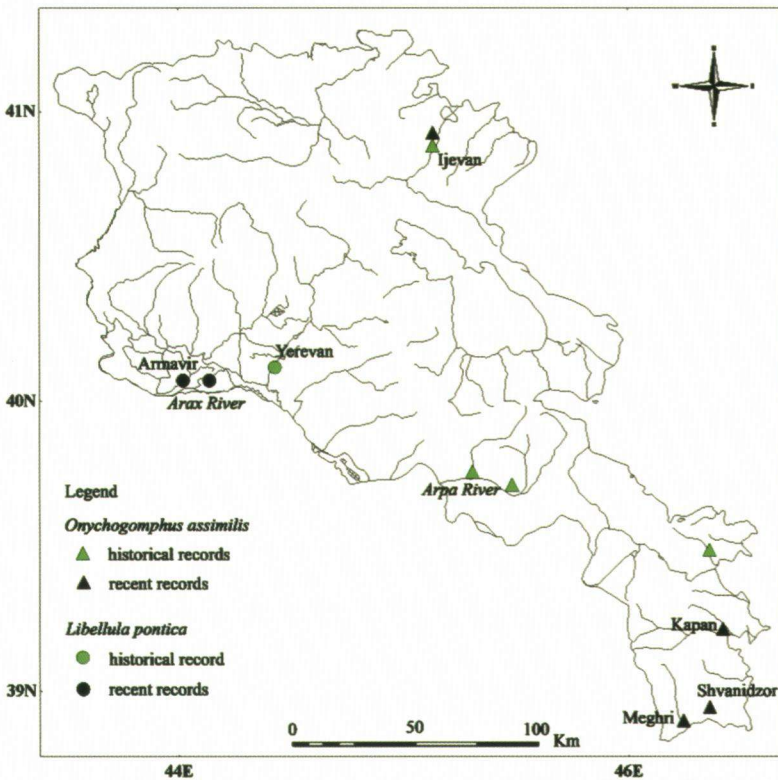 41N
Ijevan
Yerevan
Armavir
Arax River
40N
Arpa River
Legend
Onychogomphus assimilis
historical records
recent records
Libellula pontica
historical record
recent records
Kapan
39N
Shvanidzor
Meghri
0 50 100
Km
44E 46E